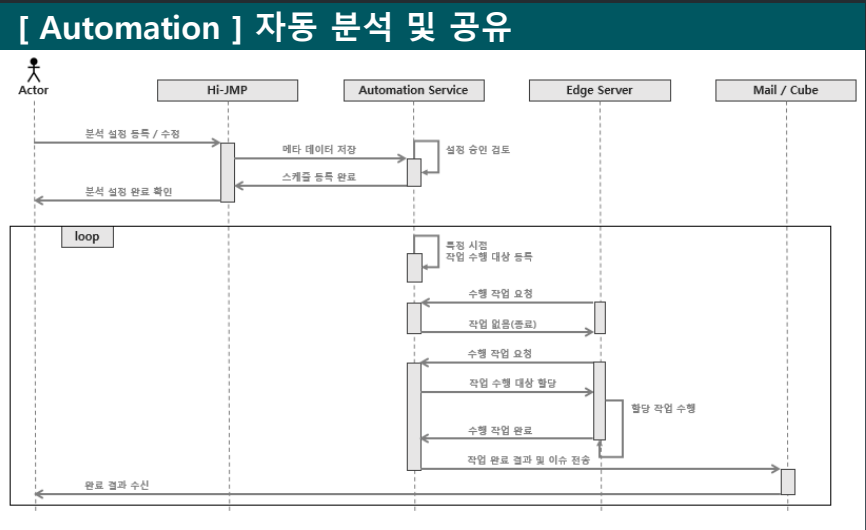 [ Automation ] 자동 분석 및 공유
Actor
Hi-JMP
Automation Service
Edge Server
Mail / Cube
분석 설정 등록 / 수정
메타 데이터 저장
설정 승인 검토
스케줄 등록 완료
분석 설정 완료 확인
loop
특정 시점
작업 수행 대상 등록
수행 작업 요청
작업 없음(종료)
수행 작업 요청
작업 수행 대상 할당
할당 작업 수행
수행 작업 완료
작업 완료 결과 및 이슈 전송
완료 결과 수신